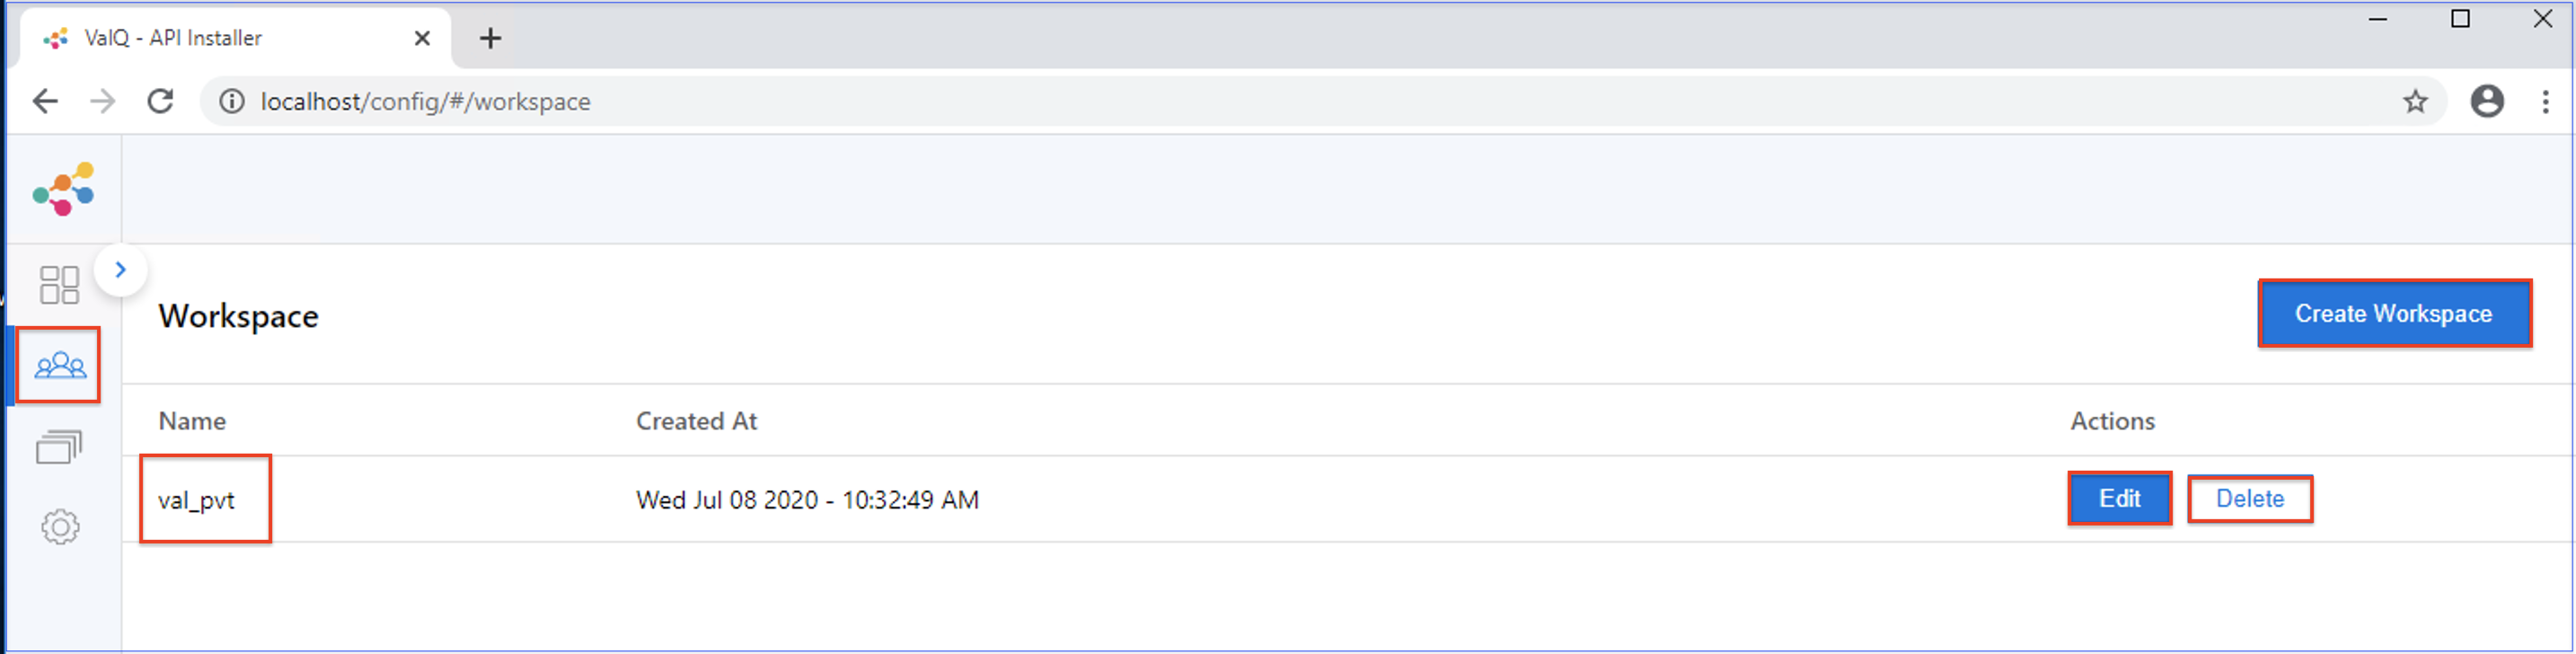 ValQ - API Installer
localhost/config/#/workspace
Workspace
Create Workspace
Name Created At Actions
val_pvt Wed Jul 08 2020 - 10:32:49 AM Edit Delete